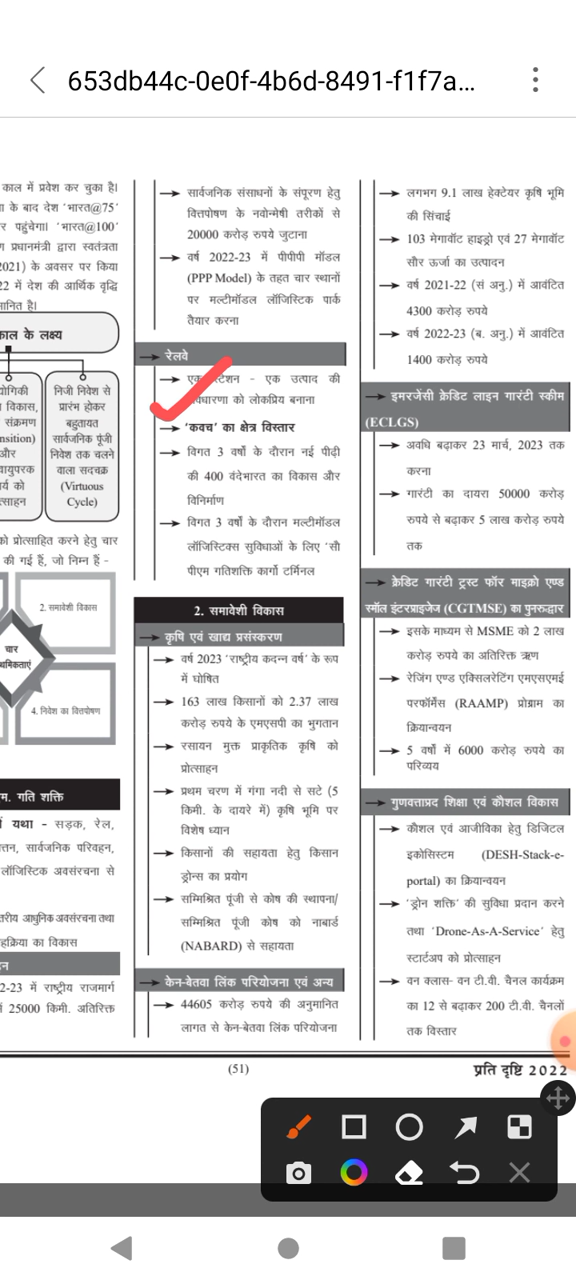 653db44c-0e0f-4b6d-8491-f1f7a...
काल में प्रवेश कर चुका है।
के बाद देश 'भारत@75'
पहुंचेगा। 'भारत@100'
प्रधानमंत्री द्वारा स्वतंत्रता
2021) के अवसर पर किया
22 में देश की आर्थिक वृद्धि
मानित है।
काल के लक्ष्य
विकास,
संक्रमण
nsition)
और
निजी निवेश से
प्रारंभ होकर
बहुतायत
सार्वजनिक पूंजी
निवेश तक चलने
वाला सदचक्र
(Virtuous
Cycle)
को प्रोत्साहित करने हेतु चार
की गई हैं, जो निम्न हैं -
2. समावेशी विकास
चार
4. निवेश का वित्तपोषण
म. गति शक्ति
यथा - सड़क, रेल,
सार्वजनिक परिवहन,
लॉजिस्टिक अवसंरचना से
आधुनिक अवसंरचना तथा
का विकास
2-23 में राष्ट्रीय राजमार्ग
25000 किमी. अतिरिक्त
→ सार्वजनिक संसाधनों के संपूरण हेतु
वित्तपोषण के नवोन्मेषी तरीकों से
20000 करोड़ रुपये जुटाना
→ वर्ष 2022-23 में पीपीपी मॉडल
(PPP Model) के तहत चार स्थानों
पर मल्टीमॉडल लॉजिस्टिक पार्क
तैयार करना
→ रेलवे
→ - एक उत्पाद की
को लोकप्रिय बनाना
→ 'कवच' का क्षेत्र विस्तार
→ विगत 3 वर्षों के दौरान नई पीढ़ी
की 400 वंदेभारत का विकास और
विनिर्माण
→ विगत 3 वर्षों के दौरान मल्टीमॉडल
लॉजिस्टिक्स सुविधाओं के लिए 'सौ
पीएम गतिशक्ति कार्गो टर्मिनल
2. समावेशी विकास
→ कृषि एवं खाद्य प्रसंस्करण
→ वर्ष 2023 'राष्ट्रीय कदन्न वर्ष' के रूप
में घोषित
→ 163 लाख किसानों को 2.37 लाख
करोड़ रुपये के एमएसपी का भुगतान
→ रसायन मुक्त प्राकृतिक कृषि को
प्रोत्साहन
→ प्रथम चरण में गंगा नदी से सटे (5
किमी. के दायरे में) कृषि भूमि पर
विशेष ध्यान
→ किसानों की सहायता हेतु किसान
ड्रोन्स का प्रयोग
→ सम्मिश्रित पूंजी से कोष की स्थापना/
सम्मिश्रित पूंजी कोष को नाबार्ड
(NABARD) से सहायता
→ केन-बेतवा लिंक परियोजना एवं अन्य
→ 44605 करोड़ रुपये की अनुमानित
लागत से केन-बेतवा लिंक परियोजना
→ लगभग 9.1 लाख हेक्टेयर कृषि भूमि
की सिंचाई
→ 103 मेगावॉट हाइड्रो एवं 27 मेगावॉट
सौर ऊर्जा का उत्पादन
→ वर्ष 2021-22 (सं अनु.) में आवंटित
4300 करोड़ रुपये
→ वर्ष 2022-23 (ब. अनु.) में आवंटित
1400 करोड़ रुपये
→ इमरजेंसी क्रेडिट लाइन गारंटी स्कीम
(ECLGS)
→ अवधि बढ़ाकर 23 मार्च, 2023 तक
करना
→ गारंटी का दायरा 50000 करोड़
रुपये से बढ़ाकर 5 लाख करोड़ रुपये
तक
→ क्रेडिट गारंटी ट्रस्ट फॉर माइक्रो एण्ड
स्मॉल इंटरप्राइजेज (CGTMSE) का पुनरुद्वार
→ इसके माध्यम से MSME को 2 लाख
करोड़ रुपये का अतिरिक्त ऋण
→ रेजिंग एण्ड एक्सिलरेटिंग एमएसएमई
परफॉर्मेंस (RAAMP) प्रोग्राम का
क्रियान्वयन
→ 5 वर्षों में 6000 करोड़ रुपये का
परिव्यय
→ गुणवत्ताप्रद शिक्षा एवं कौशल विकास
→ कौशल एवं आजीविका हेतु डिजिटल
इकोसिस्टम (DESH-Stack-e-
portal) का क्रियान्वयन
→ 'ड्रोन शक्ति' की सुविधा प्रदान करने
तथा 'Drone-As-A-Service' हेतु
स्टार्टअप को प्रोत्साहन
→ वन क्लास- वन टी.वी. चैनल कार्यक्रम
का 12 से बढ़ाकर 200 टी.वी. चैनलों
तक विस्तार
(51)
प्रति दृष्टि 2022